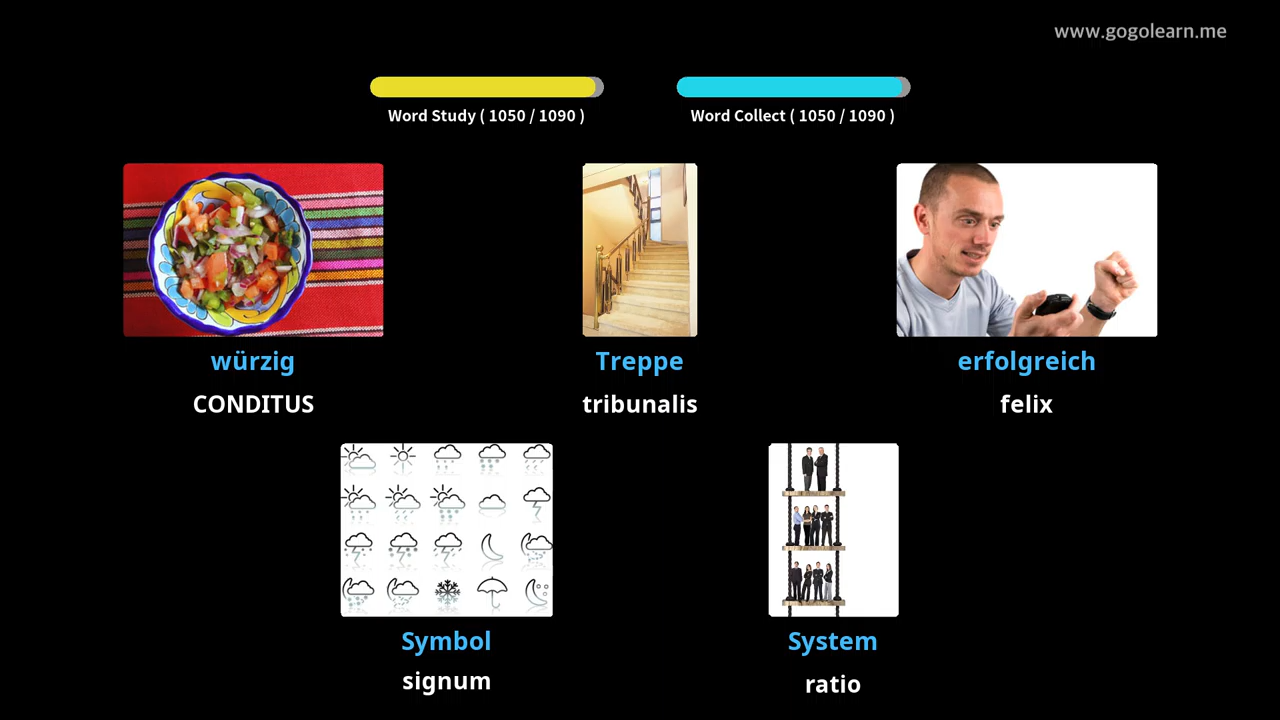 www.gogolearn.me
Word Study ( 1050 / 1090 )
Word Collect ( 1050 / 1090 )
würzig
Treppe
erfolgreich
CONDITUS
tribunalis
felix
Symbol
System
signum
ratio